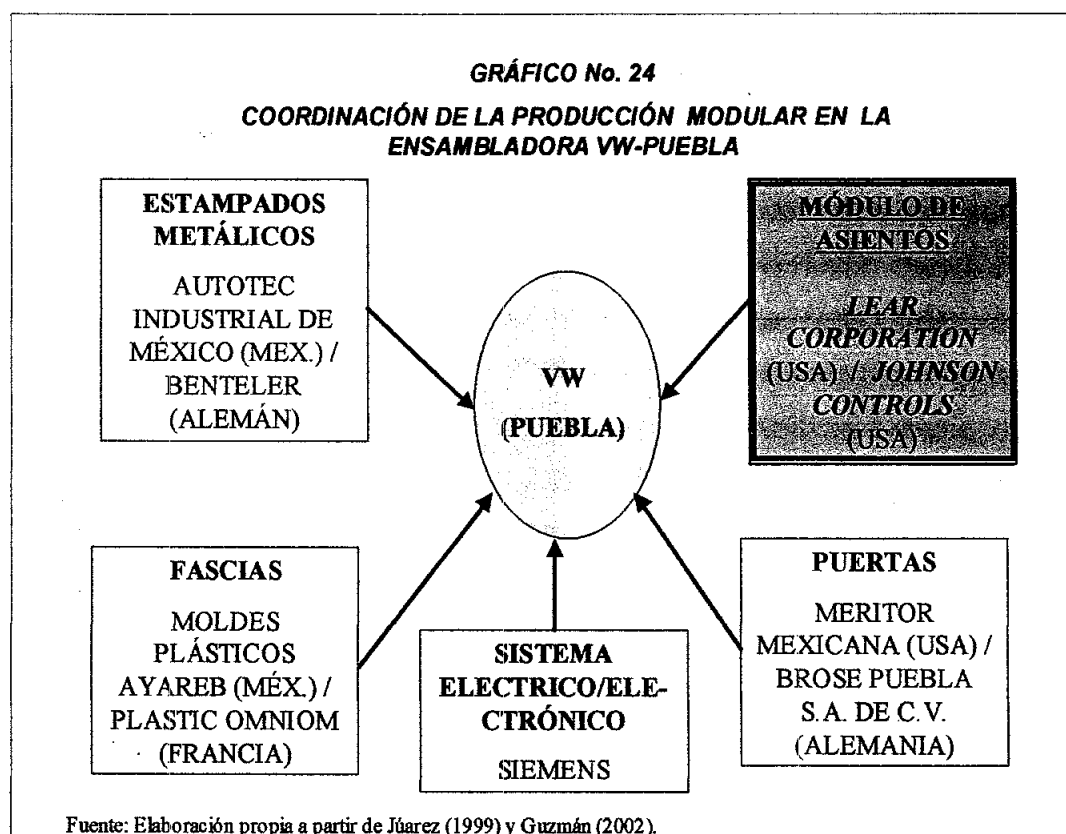 GRÁFICO No. 24
COORDINACIÓN DE LA PRODUCCIÓN MODULAR EN LA
ENSAMBLADORA VW-PUEBLA
ESTAMPADOS
METÁLICOS
AUTOTEC
INDUSTRIAL DE
MÉXICO (MEX.) /
BENTELER
(ALEMÁN)
MÓDULO DE
ASIENTOS
LEAR
CORPORATION
(USA) / JOHNSON
CONTROLS
(USA)
VW
(PUEBLA)
FASCIAS
MOLDES
PLÁSTICOS
AYAREB (MÉX.) /
PLASTIC OMNIOM
(FRANCIA)
SISTEMA
ELECTRICO/ELE-
CTRÓNICO
SIEMENS
PUERTAS
MERITOR
MEXICANA (USA) /
BROSE PUEBLA
S.A. DE C.V.
(ALEMANIA)
Fuente: Elaboración propia a partir de Júarez (1999) y Guzmán (2002).